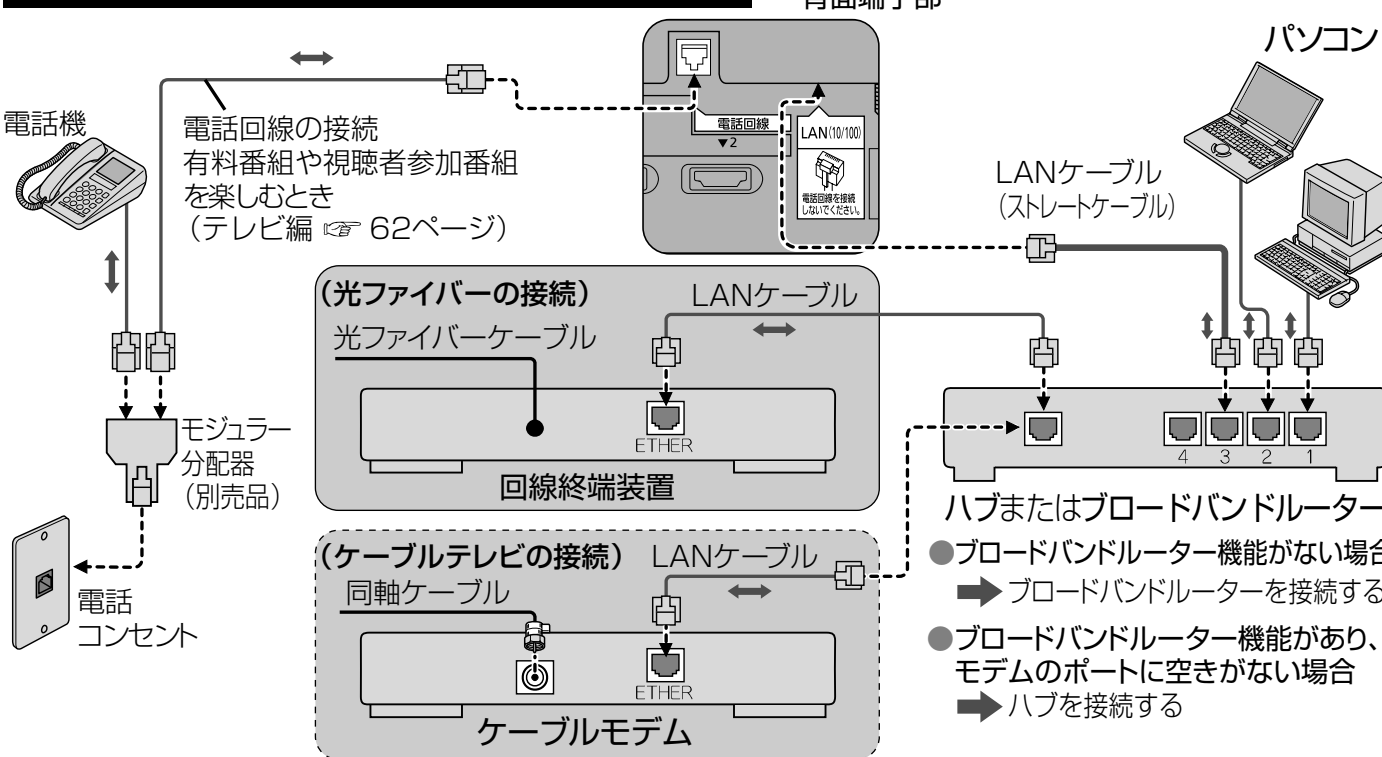 背面端子部
パソコン
電話機
電話回線の接続
有料番組や視聴者参加番組
を楽しむとき
（テレビ編 ☞ 62ページ）
電話回線
▼2
LAN(10/100)
電話回線を接続
しないでください。
LANケーブル
（ストレートケーブル）
（光ファイバーの接続）
LANケーブル
光ファイバーケーブル
ETHER
回線終端装置
モジュラー
分配器
（別売品）
電話
コンセント
4 3 2 1
ハブまたはブロードバンドルーター
●ブロードバンドルーター機能がない場合
➡ ブロードバンドルーターを接続する
●ブロードバンドルーター機能があり、
モデムのポートに空きがない場合
➡ ハブを接続する
（ケーブルテレビの接続）
LANケーブル
同軸ケーブル
ETHER
ケーブルモデム